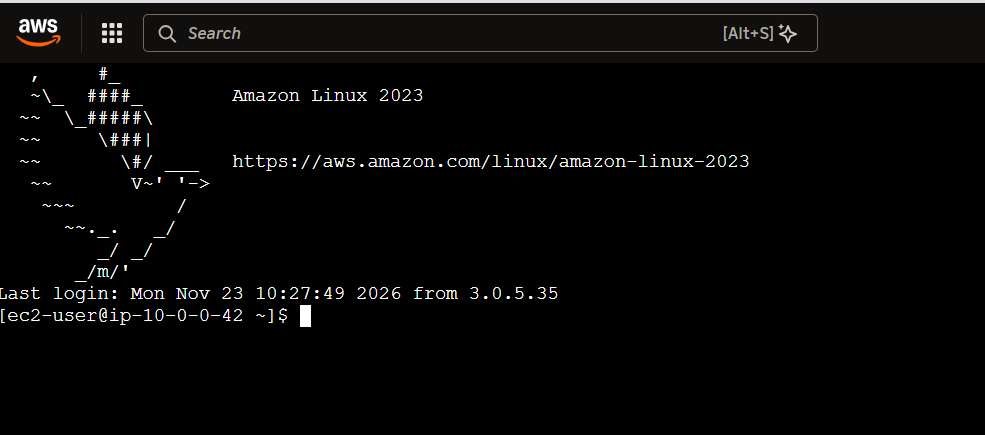 aws
Search [Alt+S]
   ,     #_
   ~\_  ####_        Amazon Linux 2023
  ~~  \_#####\
  ~~     \###|
  ~~       \#/ ___   https://aws.amazon.com/linux/amazon-linux-2023
   ~~       V~' '->
    ~~~         /
      ~~._.   _/
         _/ _/
       _/m/'
Last login: Mon Nov 23 10:27:49 2026 from 3.0.5.35
[ec2-user@ip-10-0-0-42 ~]$